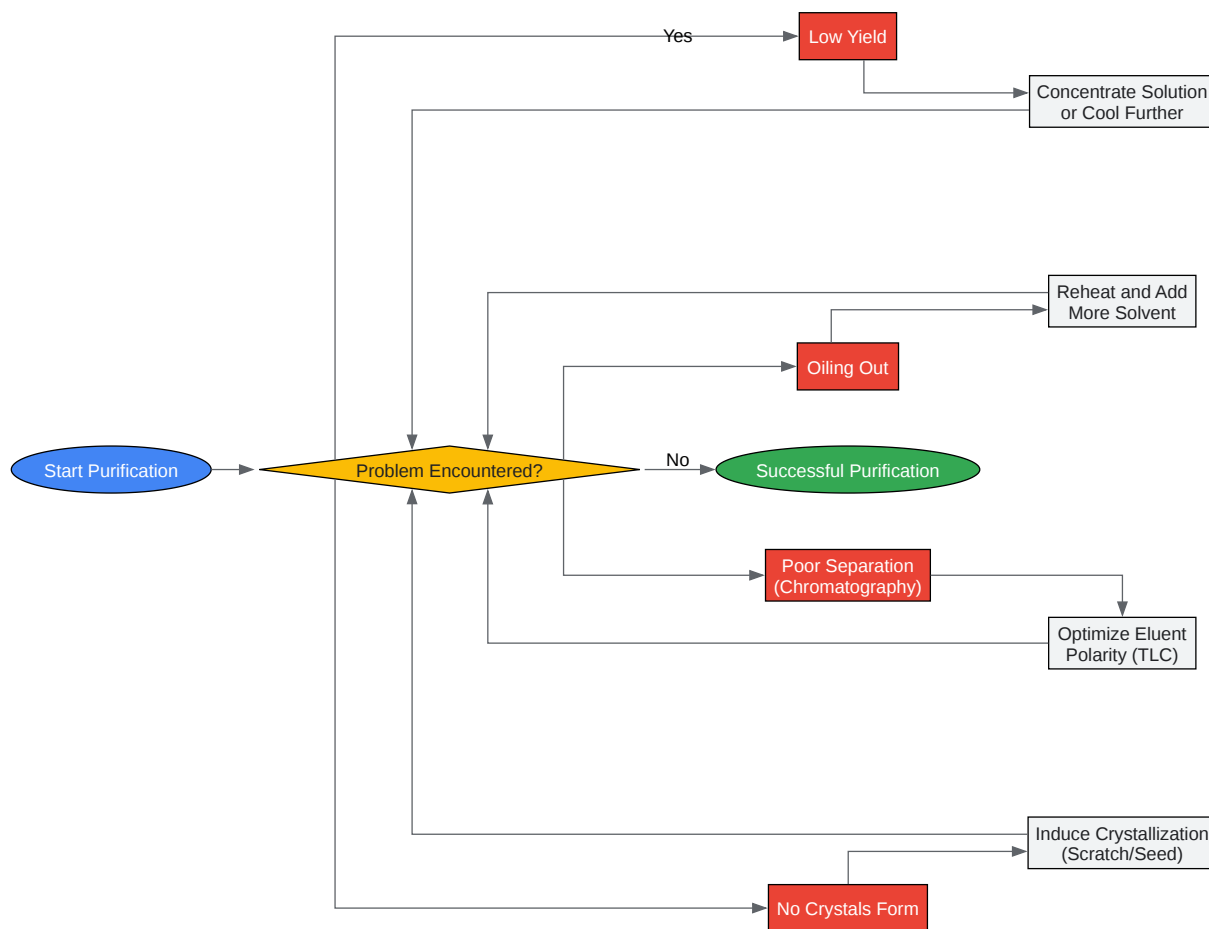 Yes
Low Yield
Concentrate Solution
or Cool Further
Reheat and Add
More Solvent
Oiling Out
Start Purification
Problem Encountered?
No
Successful Purification
Poor Separation
(Chromatography)
Optimize Eluent
Polarity (TLC)
Induce Crystallization
(Scratch/Seed)
No Crystals Form